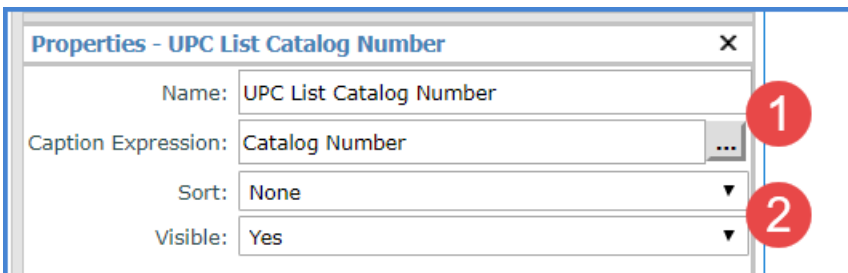 Properties - UPC List Catalog Number X
Name: UPC List Catalog Number
1
Caption Expression: Catalog Number ...
Sort: None
2
Visible: Yes